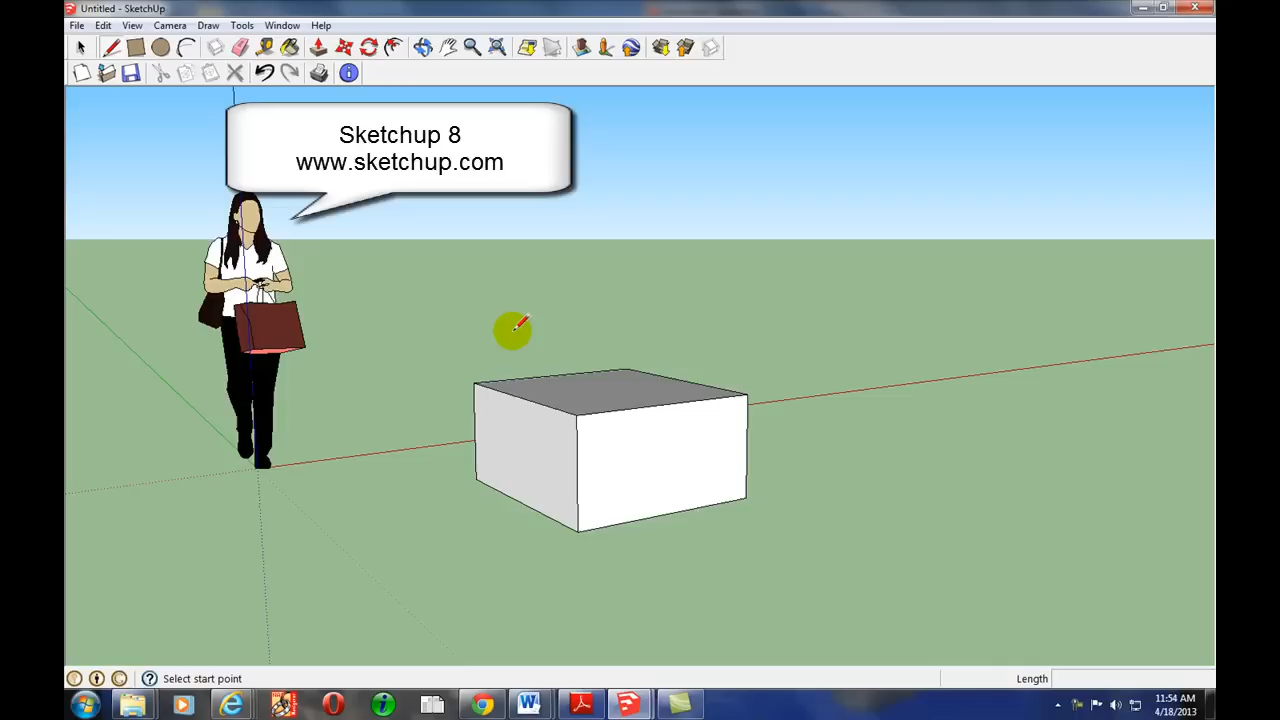 Untitled - SketchUp
File Edit View Camera Draw Tools Window Help
Sketchup 8
www.sketchup.com
Select start point
Length
11:54 AM
4/18/2013